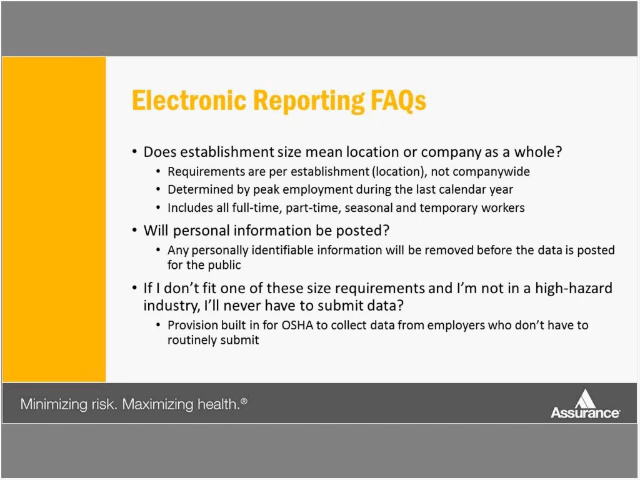 Electronic Reporting FAQs
• Does establishment size mean location or company as a whole?
• Requirements are per establishment (location), not companywide
• Determined by peak employment during the last calendar year
• Includes all full-time, part-time, seasonal and temporary workers
• Will personal information be posted?
• Any personally identifiable information will be removed before the data is posted
for the public
• If I don't fit one of these size requirements and I'm not in a high-hazard
industry, I'll never have to submit data?
• Provision built in for OSHA to collect data from employers who don't have to
routinely submit
Minimizing risk. Maximizing health.®
Assurance